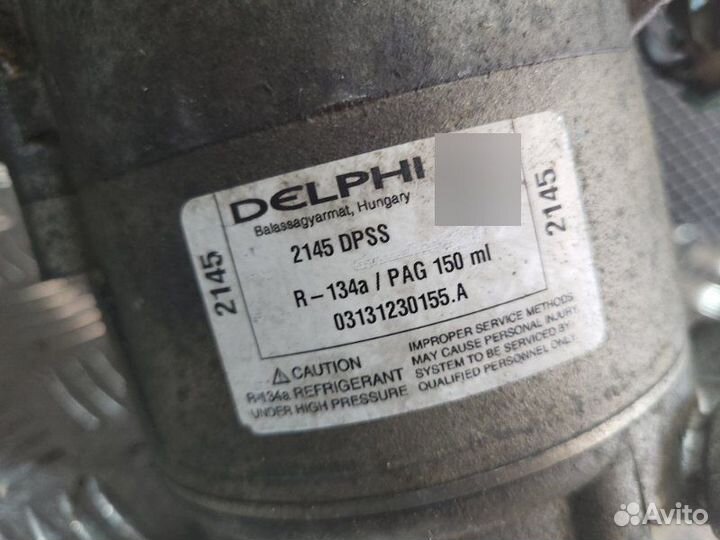 DELPHI
Balassagyarmat, Hungary
2145 DPSS
R-134a / PAG 150 ml
03131230155.A
2145
2145
⚠ CAUTION
R-134a REFRIGERANT
UNDER HIGH PRESSURE
IMPROPER SERVICE METHODS
MAY CAUSE PERSONAL INJURY
SYSTEM TO BE SERVICED BY
QUALIFIED PERSONNEL ONLY
Avito